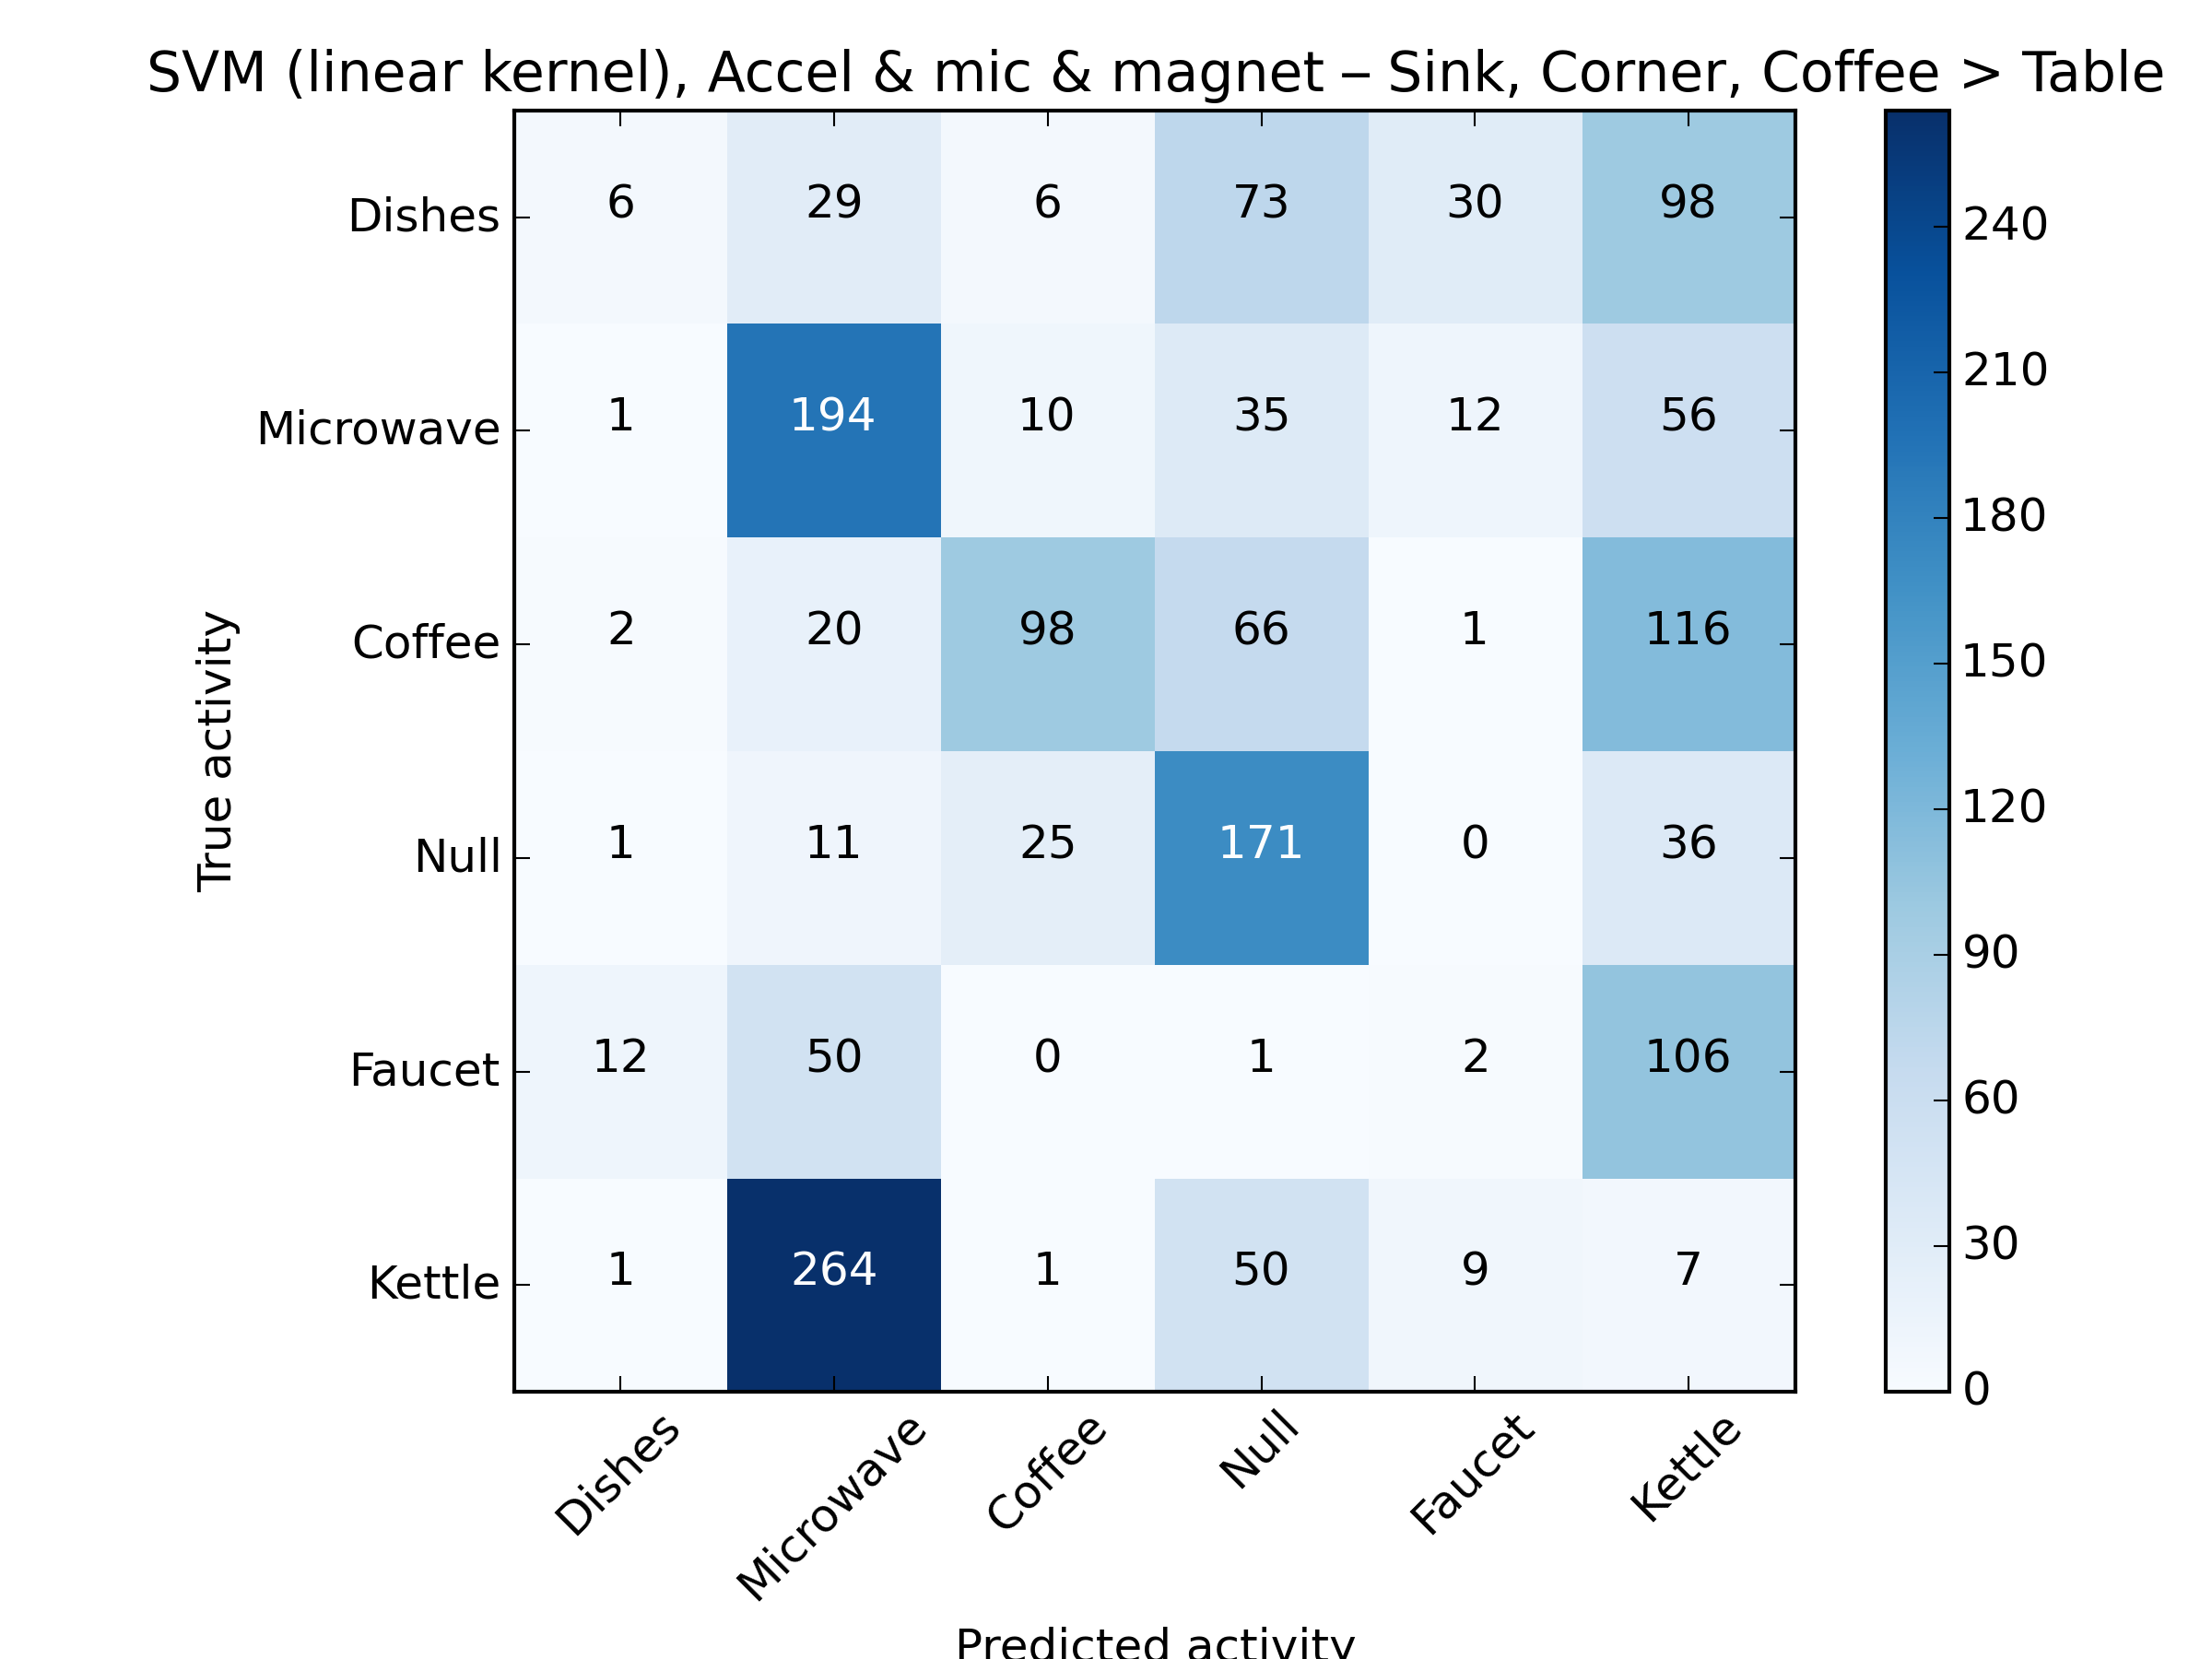 SVM (linear kernel), Accel & mic & magnet – Sink, Corner, Coffee > Table
Dishes 6 29 6 73 30 98
Microwave 1 194 10 35 12 56
Coffee 2 20 98 66 1 116
Null 1 11 25 171 0 36
Faucet 12 50 0 1 2 106
Kettle 1 264 1 50 9 7
True activity
Dishes Microwave Coffee Null Faucet Kettle
Predicted activity
240
210
180
150
120
90
60
30
0